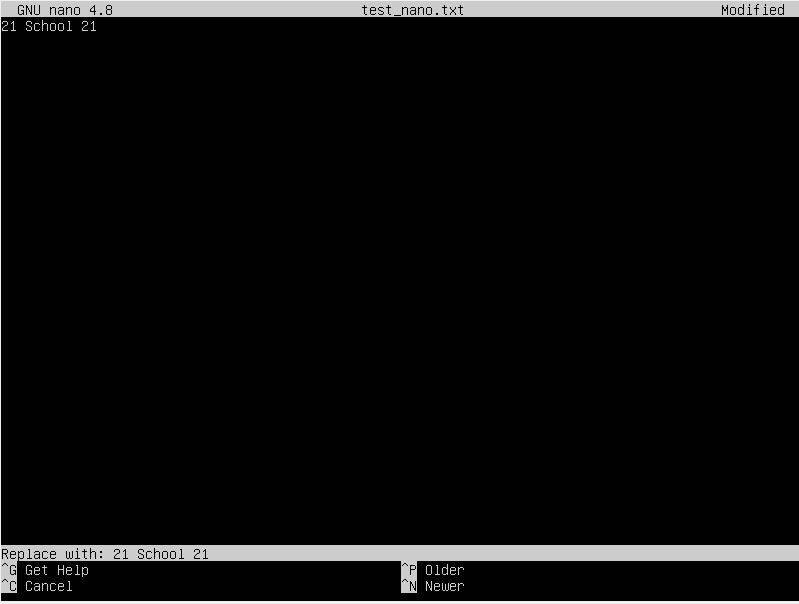 GNU nano 4.8 test_nano.txt Modified
21 School 21
Replace with: 21 School 21
^G Get Help ^P Older
^C Cancel ^N Newer